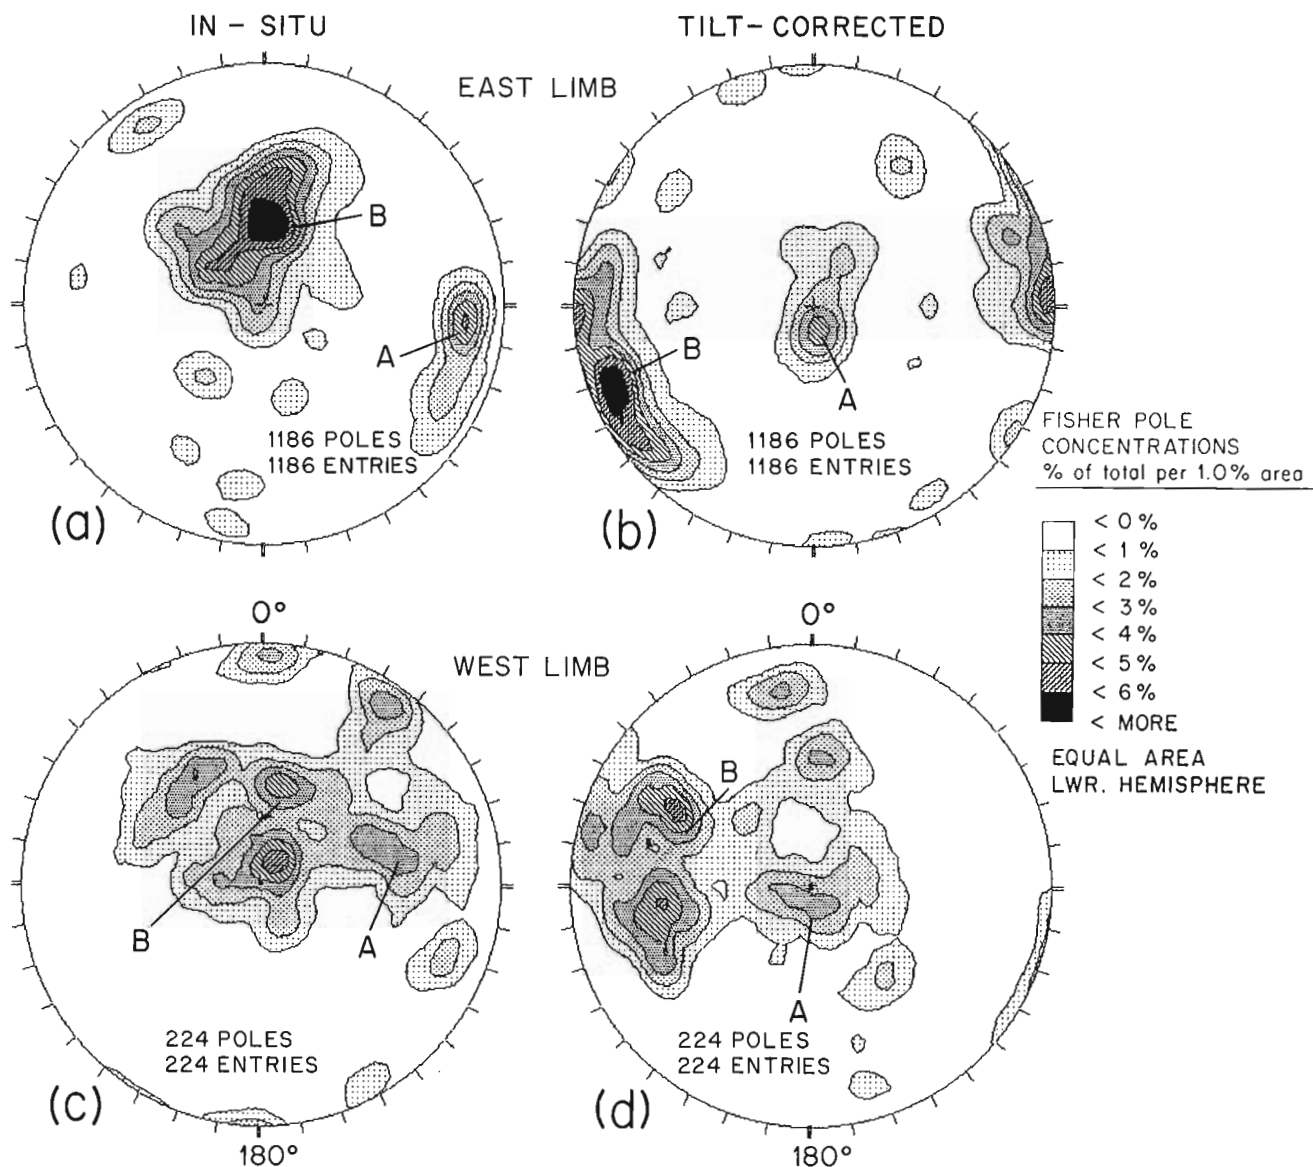 IN - SITU
TILT - CORRECTED
EAST LIMB
B
A
1186 POLES
1186 ENTRIES
(a)
B
A
1186 POLES
1186 ENTRIES
(b)
FISHER POLE
CONCENTRATIONS
% of total per 1.0% area
< 0 %
< 1 %
< 2 %
< 3 %
< 4 %
< 5 %
< 6 %
< MORE
EQUAL AREA
LWR. HEMISPHERE
0°
0°
WEST LIMB
B
A
224 POLES
224 ENTRIES
(c)
180°
B
A
224 POLES
224 ENTRIES
(d)
180°